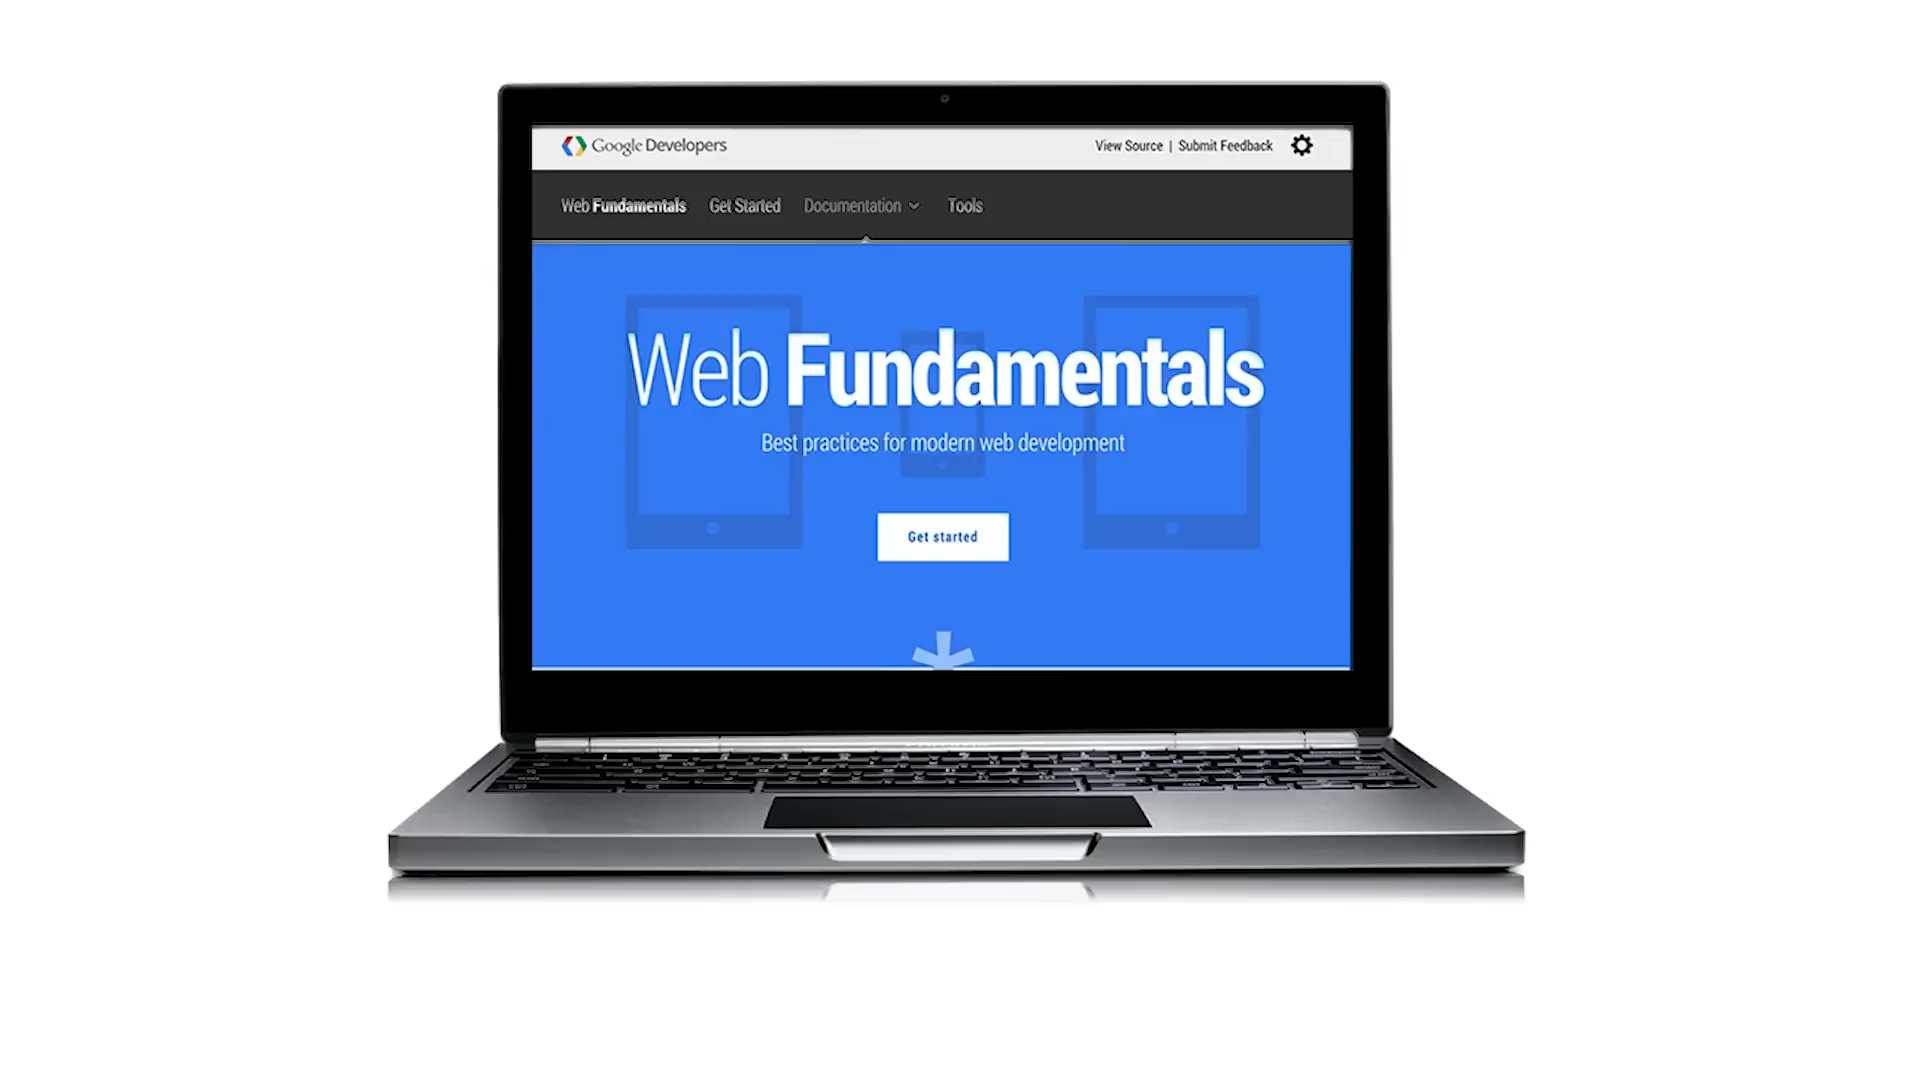 Google Developers
View Source | Submit Feedback
Web Fundamentals Get Started Documentation Tools
Web Fundamentals
Best practices for modern web development
Get started